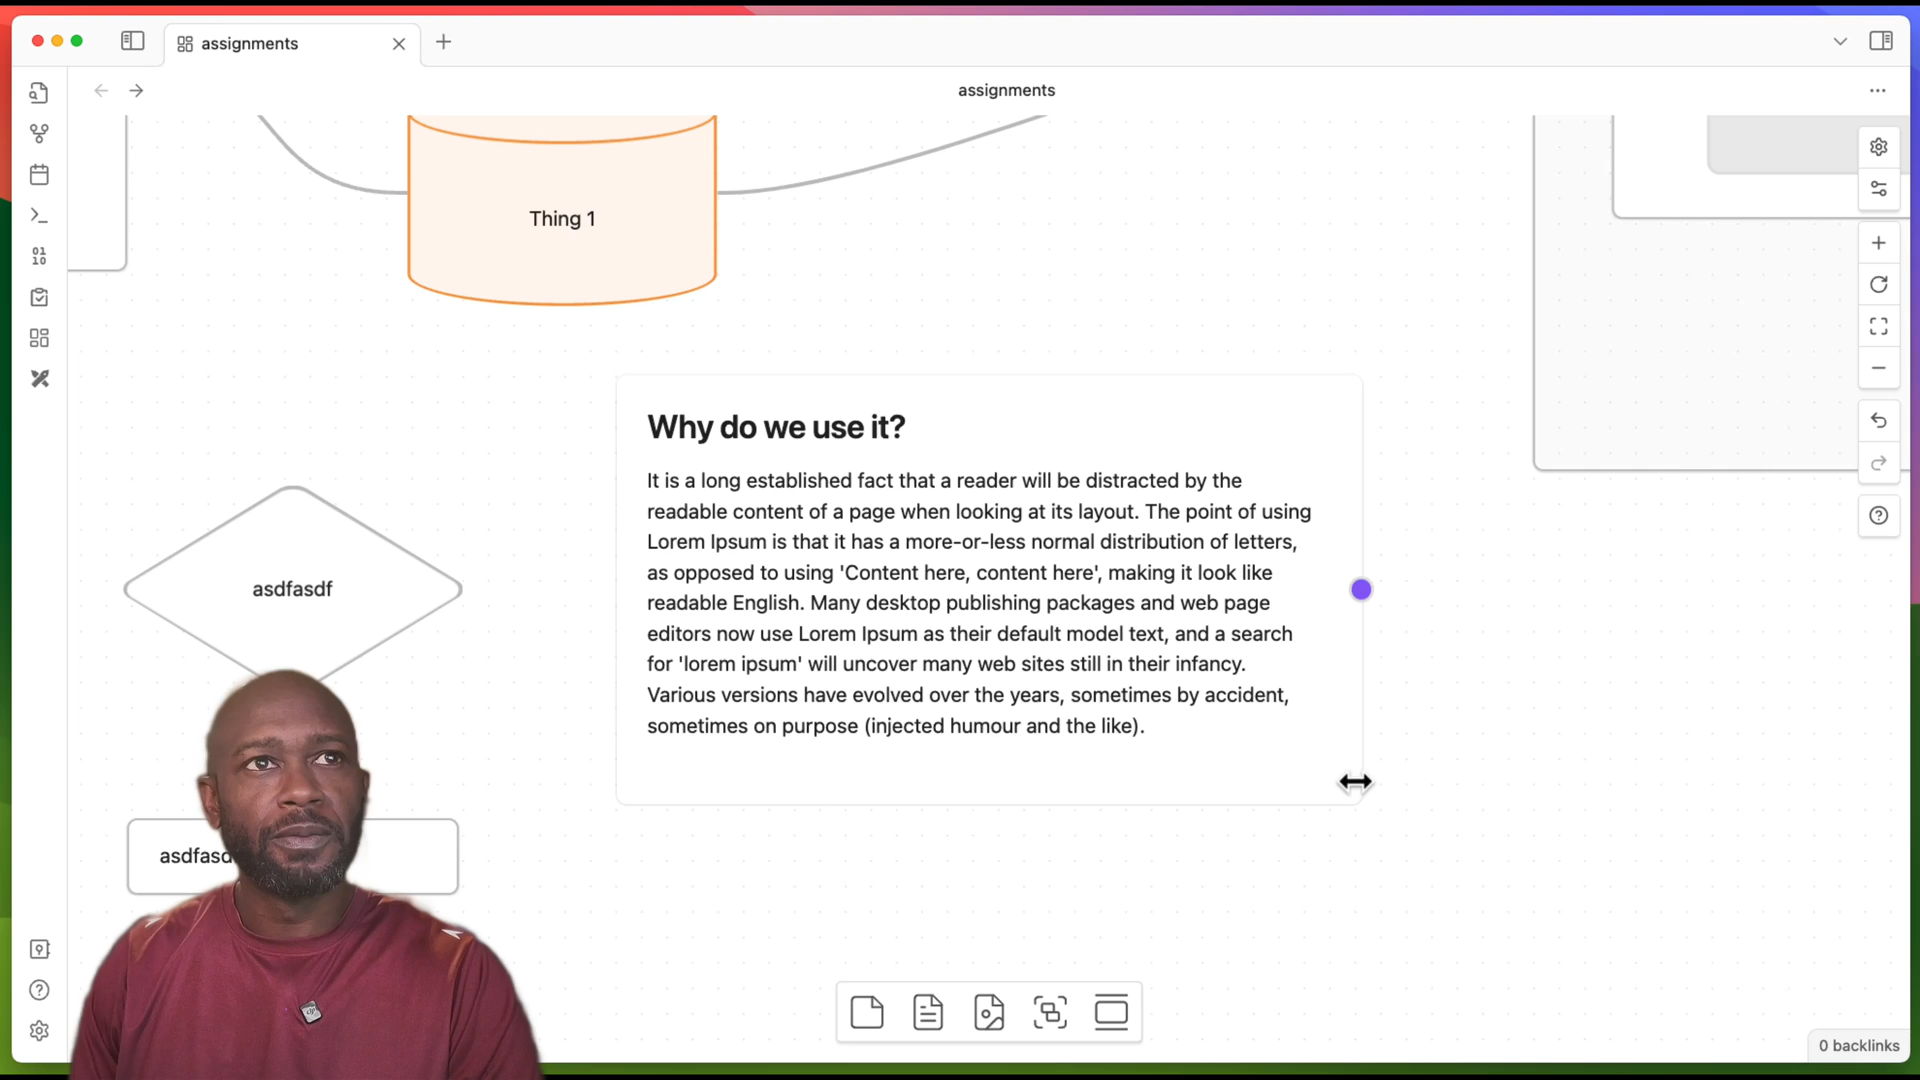 assignments
assignments
Thing 1
Why do we use it?
It is a long established fact that a reader will be distracted by the
readable content of a page when looking at its layout. The point of using
Lorem Ipsum is that it has a more-or-less normal distribution of letters,
as opposed to using 'Content here, content here', making it look like
readable English. Many desktop publishing packages and web page
editors now use Lorem Ipsum as their default model text, and a search
for 'lorem ipsum' will uncover many web sites still in their infancy.
Various versions have evolved over the years, sometimes by accident,
sometimes on purpose (injected humour and the like).
asdfasdf
asdfasd
0 backlinks